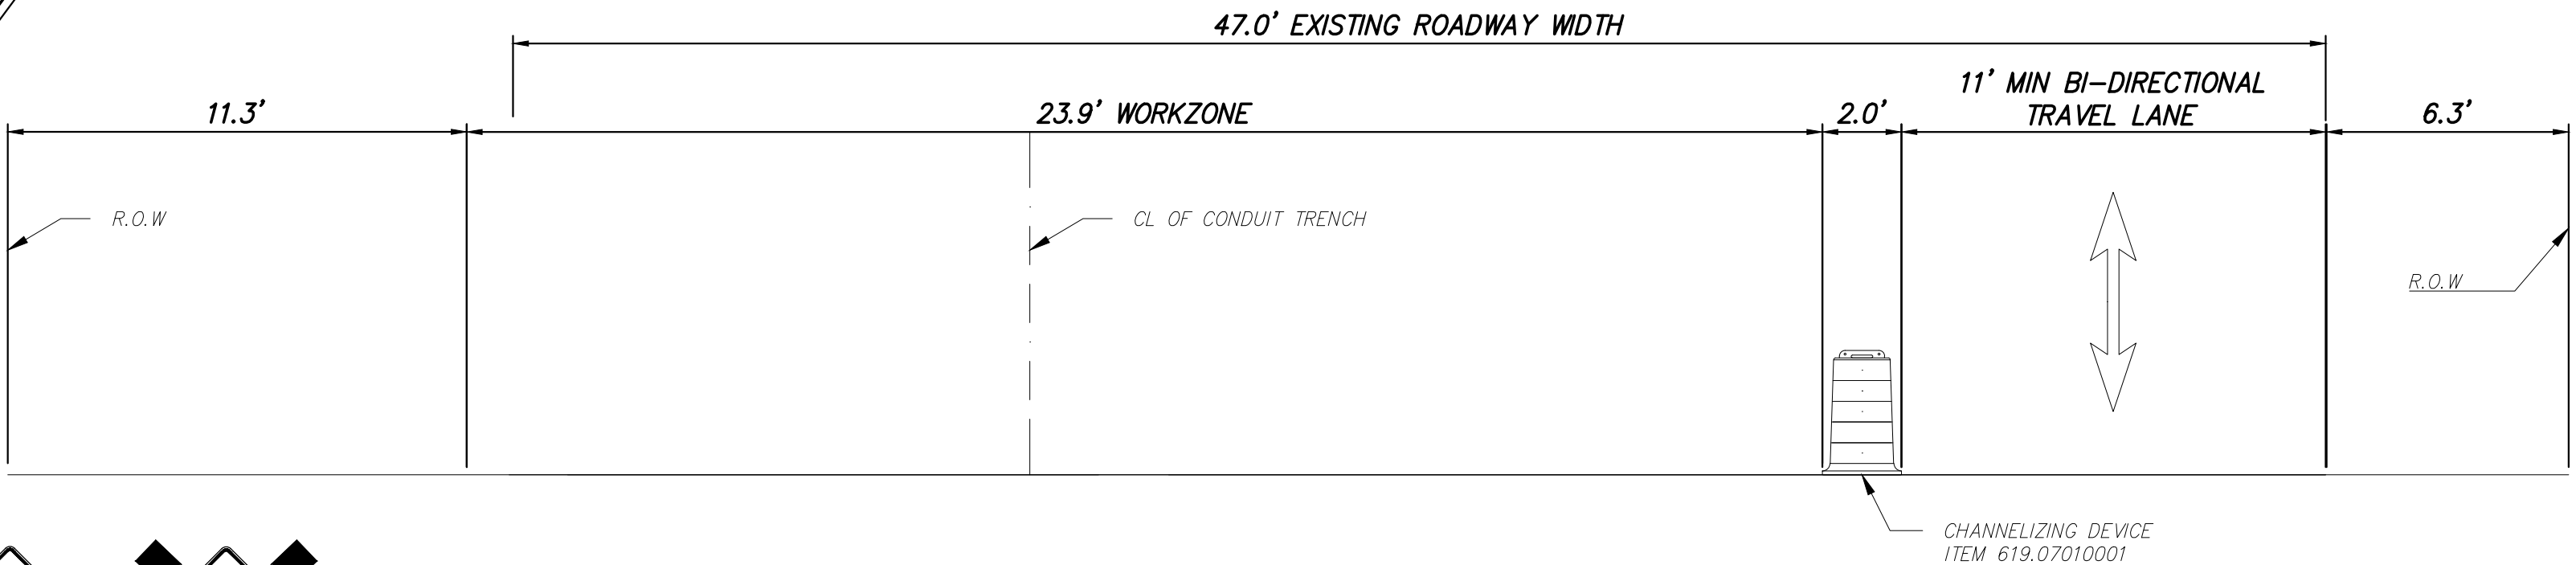 47.0' EXISTING ROADWAY WIDTH
11.3'
23.9' WORKZONE
2.0'
11' MIN BI-DIRECTIONAL
TRAVEL LANE
6.3'
R.O.W
CL OF CONDUIT TRENCH
R.O.W
CHANNELIZING DEVICE
ITEM 619.07010001